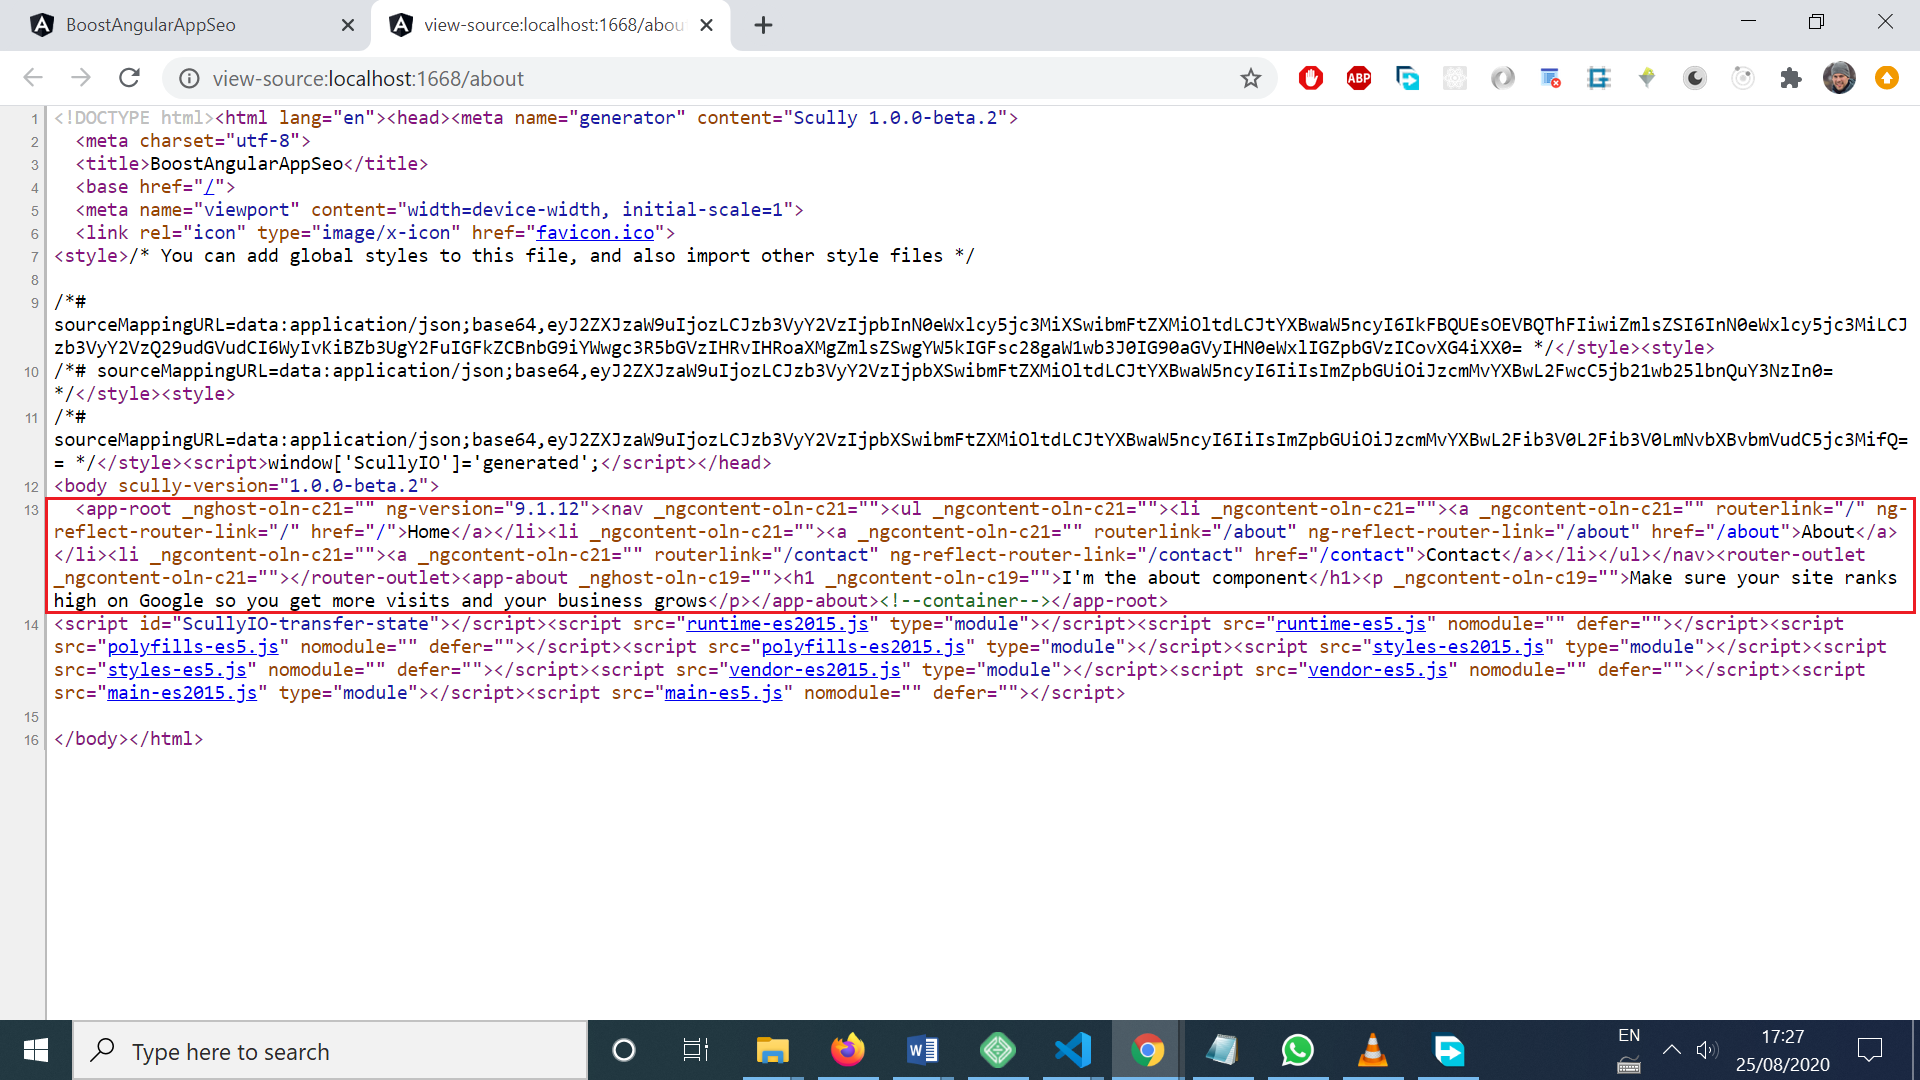 BoostAngularAppSeo
view-source:localhost:1668/abou
view-source:localhost:1668/about
ABP
1 <!DOCTYPE html><html lang="en"><head><meta name="generator" content="Scully 1.0.0-beta.2">
2 <meta charset="utf-8">
3 <title>BoostAngularAppSeo</title>
4 <base href="/">
5 <meta name="viewport" content="width=device-width, initial-scale=1">
6 <link rel="icon" type="image/x-icon" href="favicon.ico">
7 <style>/* You can add global styles to this file, and also import other style files */
8
9 /*#
sourceMappingURL=data:application/json;base64,eyJ2ZXJzaW9uIjozLCJzb3VyY2VzIjpbInN0eWxlcy5jc3MiXSwibmFtZXMiOltdLCJtYXBwaW5ncyI6IkFBQUEsOEVBQThFIiwiZmlsZSI6InN0eWxlcy5jc3MiLCJ
zb3VyY2VzQ29udGVudCI6WyIvKiBZb3UgY2FuIGFkZCBnbG9iYWwgc3R5bGVzIHRvIHRoaXMgZmlsZSwgYW5kIGFsc28gaW1wb3J0IG90aGVyIHN0eWxlIGZpbGVzICovXG4iXX0= */</style><style>
10 /*# sourceMappingURL=data:application/json;base64,eyJ2ZXJzaW9uIjozLCJzb3VyY2VzIjpbXSwibmFtZXMiOltdLCJtYXBwaW5ncyI6IiIsImZpbGUiOiJzcmMvYXBwL2FwcC5jb21wb25lbnQuY3NzIn0=
*/</style><style>
11 /*#
sourceMappingURL=data:application/json;base64,eyJ2ZXJzaW9uIjozLCJzb3VyY2VzIjpbXSwibmFtZXMiOltdLCJtYXBwaW5ncyI6IiIsImZpbGUiOiJzcmMvYXBwL2Fib3V0L2Fib3V0LmNvbXBvbmVudC5jc3MifQ=
= */</style><script>window['ScullyIO']='generated';</script></head>
12 <body scully-version="1.0.0-beta.2">
13 <app-root _nghost-oln-c21="" ng-version="9.1.12"><nav _ngcontent-oln-c21=""><ul _ngcontent-oln-c21=""><li _ngcontent-oln-c21=""><a _ngcontent-oln-c21="" routerlink="/" ng-
reflect-router-link="/" href="/">Home</a></li><li _ngcontent-oln-c21=""><a _ngcontent-oln-c21="" routerlink="/about" ng-reflect-router-link="/about" href="/about">About</a>
</li><li _ngcontent-oln-c21=""><a _ngcontent-oln-c21="" routerlink="/contact" ng-reflect-router-link="/contact" href="/contact">Contact</a></li></ul></nav><router-outlet
_ngcontent-oln-c21=""></router-outlet><app-about _nghost-oln-c19=""><h1 _ngcontent-oln-c19="">I'm the about component</h1><p _ngcontent-oln-c19="">Make sure your site ranks
high on Google so you get more visits and your business grows</p></app-about><!--container--></app-root>
14 <script id="ScullyIO-transfer-state"></script><script src="runtime-es2015.js" type="module"></script><script src="runtime-es5.js" nomodule="" defer=""></script><script
src="polyfills-es5.js" nomodule="" defer=""></script><script src="polyfills-es2015.js" type="module"></script><script src="styles-es2015.js" type="module"></script><script
src="styles-es5.js" nomodule="" defer=""></script><script src="vendor-es2015.js" type="module"></script><script src="vendor-es5.js" nomodule="" defer=""></script><script
src="main-es2015.js" type="module"></script><script src="main-es5.js" nomodule="" defer=""></script>
15
16 </body></html>
Type here to search
W
EN
17:27
25/08/2020